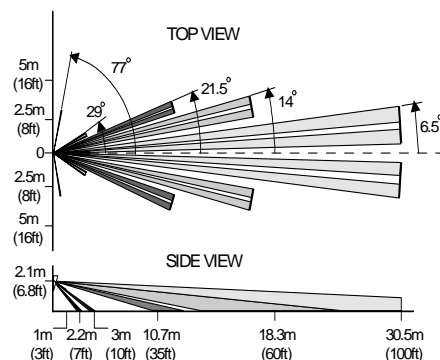 TOP VIEW
5m
(16ft)
77°
2.5m
(8ft)
29°
21.5°
14°
6.5°
0
2.5m
(8ft)
5m
(16ft)
SIDE VIEW
2.1m
(6.8ft)
1m 2.2m 3m 10.7m 18.3m 30.5m
(3ft) (7ft) (10ft) (35ft) (60ft) (100ft)